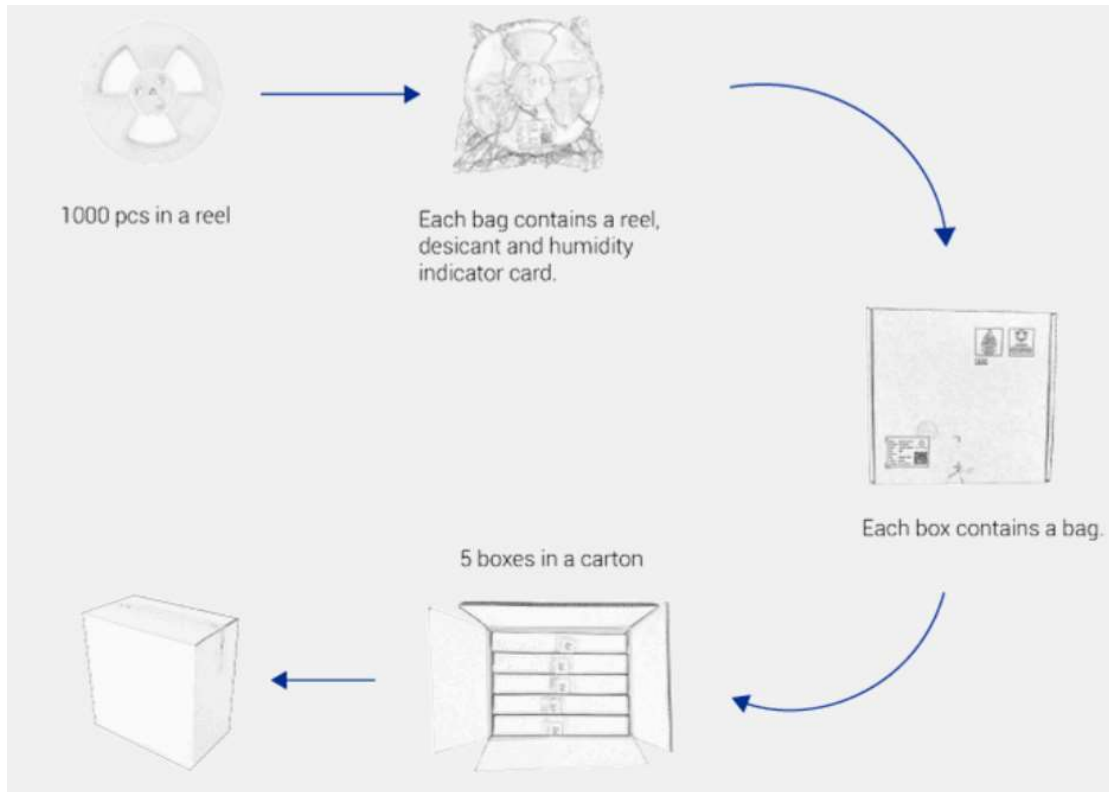 1000 pcs in a reel
Each bag contains a reel,
desicant and humidity
indicator card.
Each box contains a bag.
5 boxes in a carton